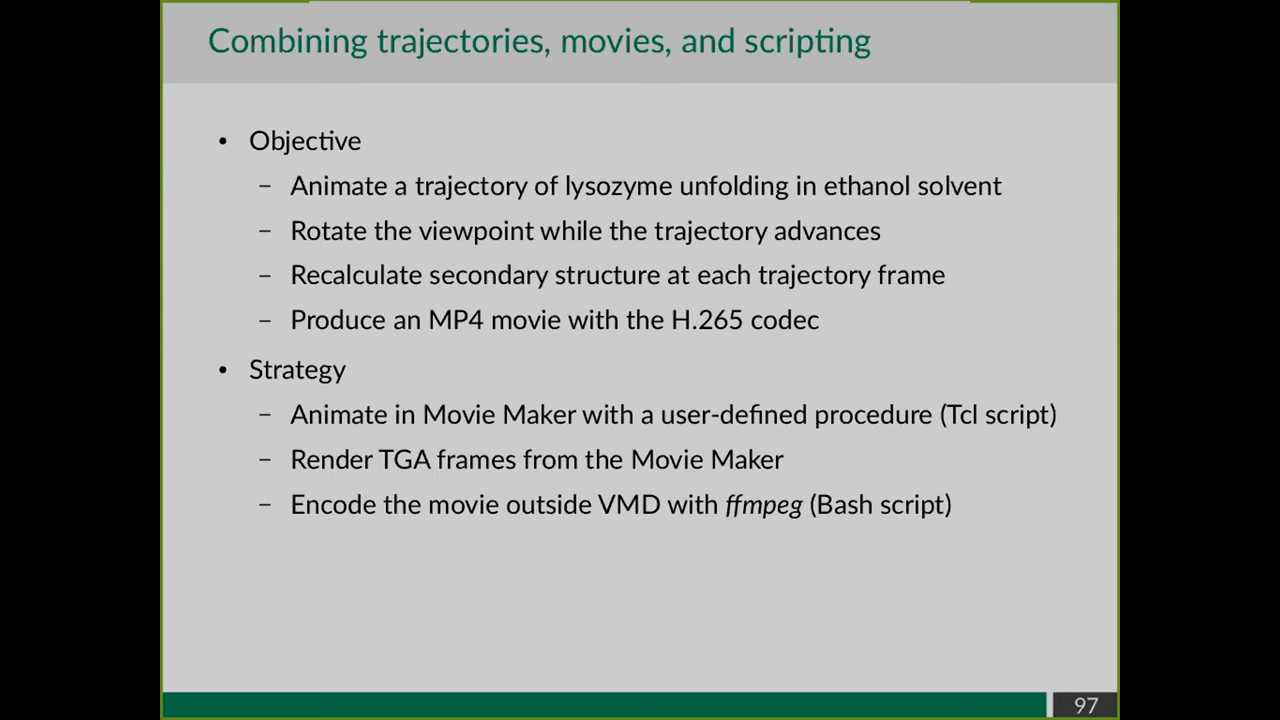 Combining trajectories, movies, and scripting
• Objective
– Animate a trajectory of lysozyme unfolding in ethanol solvent
– Rotate the viewpoint while the trajectory advances
– Recalculate secondary structure at each trajectory frame
– Produce an MP4 movie with the H.265 codec
• Strategy
– Animate in Movie Maker with a user-defined procedure (Tcl script)
– Render TGA frames from the Movie Maker
– Encode the movie outside VMD with ffmpeg (Bash script)
97